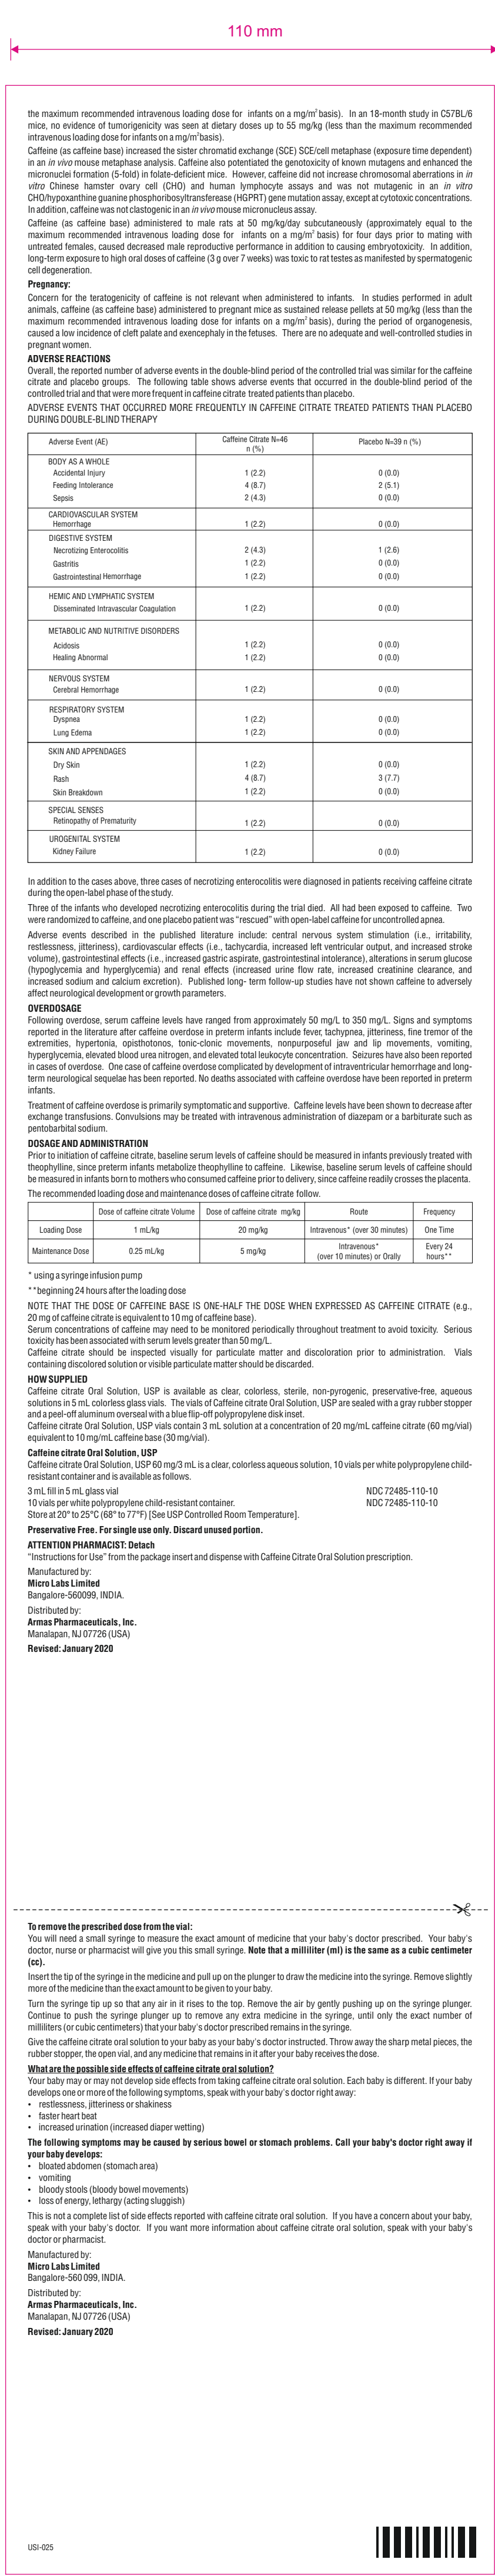 110 mm
the maximum recommended intravenous loading dose for infants on a mg/m² basis). In an 18-month study in C57BL/6
mice, no evidence of tumorigenicity was seen at dietary doses up to 55 mg/kg (less than the maximum recommended
intravenous loading dose for infants on a mg/m² basis).
Caffeine (as caffeine base) increased the sister chromatid exchange (SCE) SCE/cell metaphase (exposure time dependent)
in an in vivo mouse metaphase analysis. Caffeine also potentiated the genotoxicity of known mutagens and enhanced the
micronuclei formation (5-fold) in folate-deficient mice. However, caffeine did not increase chromosomal aberrations in in
vitro Chinese hamster ovary cell (CHO) and human lymphocyte assays and was not mutagenic in an in vitro
CHO/hypoxanthine guanine phosphoribosyltransferase (HGPRT) gene mutation assay, except at cytotoxic concentrations.
In addition, caffeine was not clastogenic in an in vivo mouse micronucleus assay.
Caffeine (as caffeine base) administered to male rats at 50 mg/kg/day subcutaneously (approximately equal to the
maximum recommended intravenous loading dose for infants on a mg/m² basis) for four days prior to mating with
untreated females, caused decreased male reproductive performance in addition to causing embryotoxicity. In addition,
long-term exposure to high oral doses of caffeine (3 g over 7 weeks) was toxic to rat testes as manifested by spermatogenic
cell degeneration.
Pregnancy:
Concern for the teratogenicity of caffeine is not relevant when administered to infants. In studies performed in adult
animals, caffeine (as caffeine base) administered to pregnant mice as sustained release pellets at 50 mg/kg (less than the
maximum recommended intravenous loading dose for infants on a mg/m² basis), during the period of organogenesis,
caused a low incidence of cleft palate and exencephaly in the fetuses. There are no adequate and well-controlled studies in
pregnant women.
ADVERSE REACTIONS
Overall, the reported number of adverse events in the double-blind period of the controlled trial was similar for the caffeine
citrate and placebo groups. The following table shows adverse events that occurred in the double-blind period of the
controlled trial and that were more frequent in caffeine citrate treated patients than placebo.
ADVERSE EVENTS THAT OCCURRED MORE FREQUENTLY IN CAFFEINE CITRATE TREATED PATIENTS THAN PLACEBO
DURING DOUBLE-BLIND THERAPY
Adverse Event (AE) Caffeine Citrate N=46 n (%) Placebo N=39 n (%)
BODY AS A WHOLE
Accidental Injury 1 (2.2) 0 (0.0)
Feeding Intolerance 4 (8.7) 2 (5.1)
Sepsis 2 (4.3) 0 (0.0)
CARDIOVASCULAR SYSTEM
Hemorrhage 1 (2.2) 0 (0.0)
DIGESTIVE SYSTEM
Necrotizing Enterocolitis 2 (4.3) 1 (2.6)
Gastritis 1 (2.2) 0 (0.0)
Gastrointestinal Hemorrhage 1 (2.2) 0 (0.0)
HEMIC AND LYMPHATIC SYSTEM
Disseminated Intravascular Coagulation 1 (2.2) 0 (0.0)
METABOLIC AND NUTRITIVE DISORDERS
Acidosis 1 (2.2) 0 (0.0)
Healing Abnormal 1 (2.2) 0 (0.0)
NERVOUS SYSTEM
Cerebral Hemorrhage 1 (2.2) 0 (0.0)
RESPIRATORY SYSTEM
Dyspnea 1 (2.2) 0 (0.0)
Lung Edema 1 (2.2) 0 (0.0)
SKIN AND APPENDAGES
Dry Skin 1 (2.2) 0 (0.0)
Rash 4 (8.7) 3 (7.7)
Skin Breakdown 1 (2.2) 0 (0.0)
SPECIAL SENSES
Retinopathy of Prematurity 1 (2.2) 0 (0.0)
UROGENITAL SYSTEM
Kidney Failure 1 (2.2) 0 (0.0)
In addition to the cases above, three cases of necrotizing enterocolitis were diagnosed in patients receiving caffeine citrate
during the open-label phase of the study.
Three of the infants who developed necrotizing enterocolitis during the trial died. All had been exposed to caffeine. Two
were randomized to caffeine, and one placebo patient was “rescued” with open-label caffeine for uncontrolled apnea.
Adverse events described in the published literature include: central nervous system stimulation (i.e., irritability,
restlessness, jitteriness), cardiovascular effects (i.e., tachycardia, increased left ventricular output, and increased stroke
volume), gastrointestinal effects (i.e., increased gastric aspirate, gastrointestinal intolerance), alterations in serum glucose
(hypoglycemia and hyperglycemia) and renal effects (increased urine flow rate, increased creatinine clearance, and
increased sodium and calcium excretion). Published long- term follow-up studies have not shown caffeine to adversely
affect neurological development or growth parameters.
OVERDOSAGE
Following overdose, serum caffeine levels have ranged from approximately 50 mg/L to 350 mg/L. Signs and symptoms
reported in the literature after caffeine overdose in preterm infants include fever, tachypnea, jitteriness, fine tremor of the
extremities, hypertonia, opisthotonos, tonic-clonic movements, nonpurposeful jaw and lip movements, vomiting,
hyperglycemia, elevated blood urea nitrogen, and elevated total leukocyte concentration. Seizures have also been reported
in cases of overdose. One case of caffeine overdose complicated by development of intraventricular hemorrhage and long-
term neurological sequelae has been reported. No deaths associated with caffeine overdose have been reported in preterm
infants.
Treatment of caffeine overdose is primarily symptomatic and supportive. Caffeine levels have been shown to decrease after
exchange transfusions. Convulsions may be treated with intravenous administration of diazepam or a barbiturate such as
pentobarbital sodium.
DOSAGE AND ADMINISTRATION
Prior to initiation of caffeine citrate, baseline serum levels of caffeine should be measured in infants previously treated with
theophylline, since preterm infants metabolize theophylline to caffeine. Likewise, baseline serum levels of caffeine should
be measured in infants born to mothers who consumed caffeine prior to delivery, since caffeine readily crosses the placenta.
The recommended loading dose and maintenance doses of caffeine citrate follow.
Dose of caffeine citrate Volume Dose of caffeine citrate mg/kg Route Frequency
Loading Dose 1 mL/kg 20 mg/kg Intravenous* (over 30 minutes) One Time
Maintenance Dose 0.25 mL/kg 5 mg/kg Intravenous* (over 10 minutes) or Orally Every 24 hours**
* using a syringe infusion pump
**beginning 24 hours after the loading dose
NOTE THAT THE DOSE OF CAFFEINE BASE IS ONE-HALF THE DOSE WHEN EXPRESSED AS CAFFEINE CITRATE (e.g.,
20 mg of caffeine citrate is equivalent to 10 mg of caffeine base).
Serum concentrations of caffeine may need to be monitored periodically throughout treatment to avoid toxicity. Serious
toxicity has been associated with serum levels greater than 50 mg/L.
Caffeine citrate should be inspected visually for particulate matter and discoloration prior to administration. Vials
containing discolored solution or visible particulate matter should be discarded.
HOW SUPPLIED
Caffeine citrate Oral Solution, USP is available as clear, colorless, sterile, non-pyrogenic, preservative-free, aqueous
solutions in 5 mL colorless glass vials. The vials of Caffeine citrate Oral Solution, USP are sealed with a gray rubber stopper
and a peel-off aluminum overseal with a blue flip-off polypropylene disk inset.
Caffeine citrate Oral Solution, USP vials contain 3 mL solution at a concentration of 20 mg/mL caffeine citrate (60 mg/vial)
equivalent to 10 mg/mL caffeine base (30 mg/vial).
Caffeine citrate Oral Solution, USP
Caffeine citrate Oral Solution, USP 60 mg/3 mL is a clear, colorless aqueous solution, 10 vials per white polypropylene child-
resistant container and is available as follows.
3 mL fill in 5 mL glass vial NDC 72485-110-10
10 vials per white polypropylene child-resistant container. NDC 72485-110-10
Store at 20° to 25°C (68° to 77°F) [See USP Controlled Room Temperature].
Preservative Free. For single use only. Discard unused portion.
ATTENTION PHARMACIST: Detach
"Instructions for Use" from the package insert and dispense with Caffeine Citrate Oral Solution prescription.
Manufactured by:
Micro Labs Limited
Bangalore-560099, INDIA.
Distributed by:
Armas Pharmaceuticals, Inc.
Manalapan, NJ 07726 (USA)
Revised: January 2020
To remove the prescribed dose from the vial:
You will need a small syringe to measure the exact amount of medicine that your baby's doctor prescribed. Your baby's
doctor, nurse or pharmacist will give you this small syringe. Note that a milliliter (ml) is the same as a cubic centimeter
(cc).
Insert the tip of the syringe in the medicine and pull up on the plunger to draw the medicine into the syringe. Remove slightly
more of the medicine than the exact amount to be given to your baby.
Turn the syringe tip up so that any air in it rises to the top. Remove the air by gently pushing up on the syringe plunger.
Continue to push the syringe plunger up to remove any extra medicine in the syringe, until only the exact number of
milliliters (or cubic centimeters) that your baby's doctor prescribed remains in the syringe.
Give the caffeine citrate oral solution to your baby as your baby's doctor instructed. Throw away the sharp metal pieces, the
rubber stopper, the open vial, and any medicine that remains in it after your baby receives the dose.
What are the possible side effects of caffeine citrate oral solution?
Your baby may or may not develop side effects from taking caffeine citrate oral solution. Each baby is different. If your baby
develops one or more of the following symptoms, speak with your baby's doctor right away:
• restlessness, jitteriness or shakiness
• faster heart beat
• increased urination (increased diaper wetting)
The following symptoms may be caused by serious bowel or stomach problems. Call your baby's doctor right away if
your baby develops:
• bloated abdomen (stomach area)
• vomiting
• bloody stools (bloody bowel movements)
• loss of energy, lethargy (acting sluggish)
This is not a complete list of side effects reported with caffeine citrate oral solution. If you have a concern about your baby,
speak with your baby's doctor. If you want more information about caffeine citrate oral solution, speak with your baby's
doctor or pharmacist.
Manufactured by:
Micro Labs Limited
Bangalore-560 099, INDIA.
Distributed by:
Armas Pharmaceuticals, Inc.
Manalapan, NJ 07726 (USA)
Revised: January 2020
USI-025